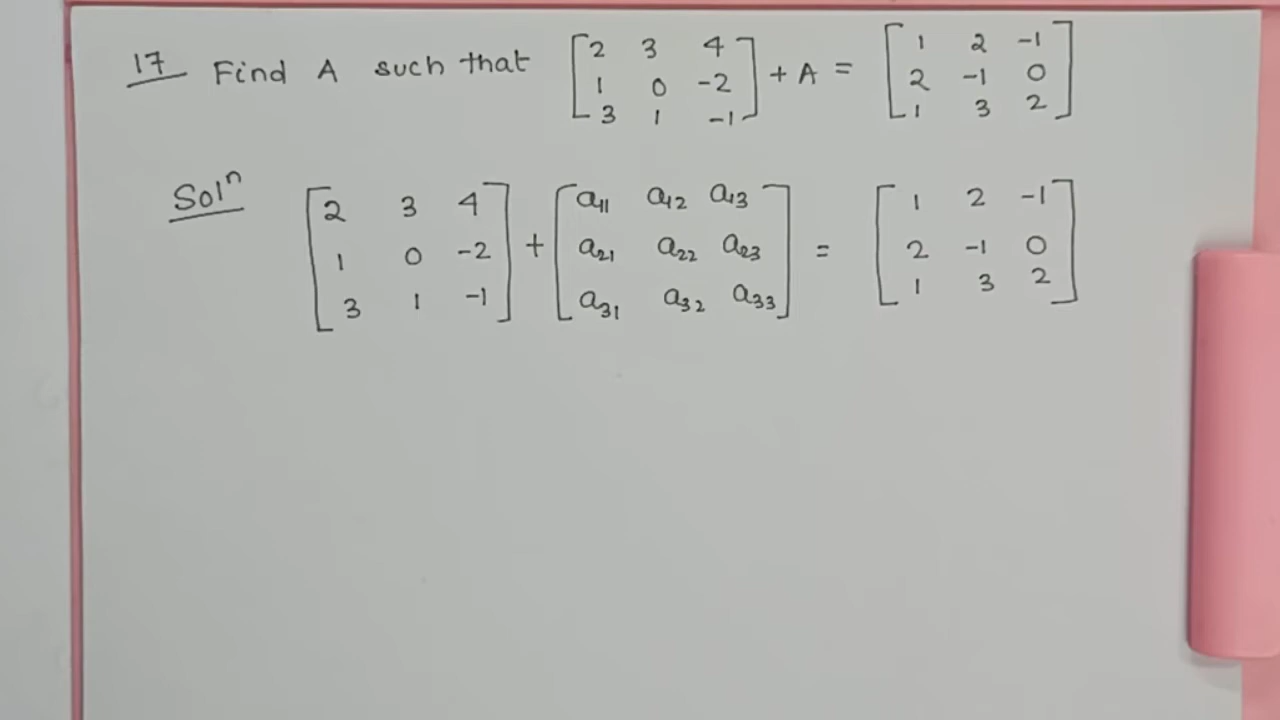 17 Find A such that [2 3 4 + A = [1 2 -1
1 0 -2 2 -1 0
3 1 -1] 1 3 2]
Solⁿ [2 3 4 + [a₁₁ a₁₂ a₁₃ = [1 2 -1
1 0 -2 a₂₁ a₂₂ a₂₃ 2 -1 0
3 1 -1] a₃₁ a₃₂ a₃₃] 1 3 2]